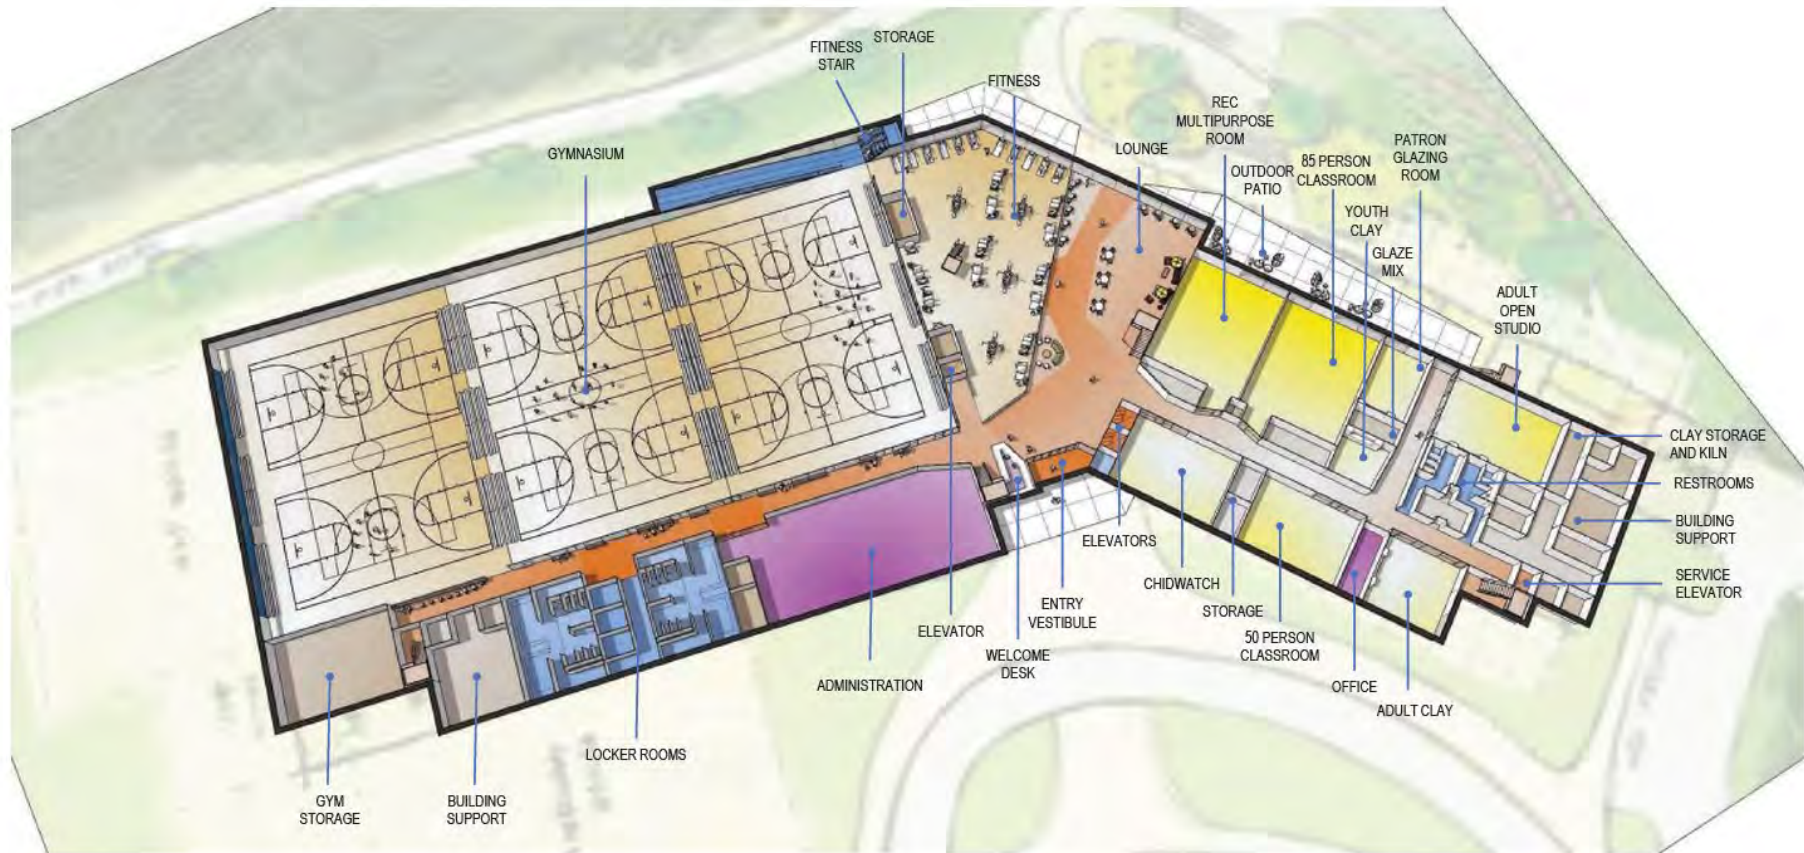 FITNESS
STAIR
STORAGE
FITNESS
GYMNASIUM
LOUNGE
REC
MULTIPURPOSE
ROOM
OUTDOOR
PATIO
85 PERSON
CLASSROOM
PATRON
GLAZING
ROOM
YOUTH
CLAY
GLAZE
MIX
ADULT
OPEN
STUDIO
CLAY STORAGE
AND KILN
RESTROOMS
BUILDING
SUPPORT
SERVICE
ELEVATOR
ELEVATORS
CHIDWATCH
STORAGE
50 PERSON
CLASSROOM
OFFICE
ADULT CLAY
ENTRY
VESTIBULE
WELCOME
DESK
ELEVATOR
ADMINISTRATION
LOCKER ROOMS
BUILDING
SUPPORT
GYM
STORAGE